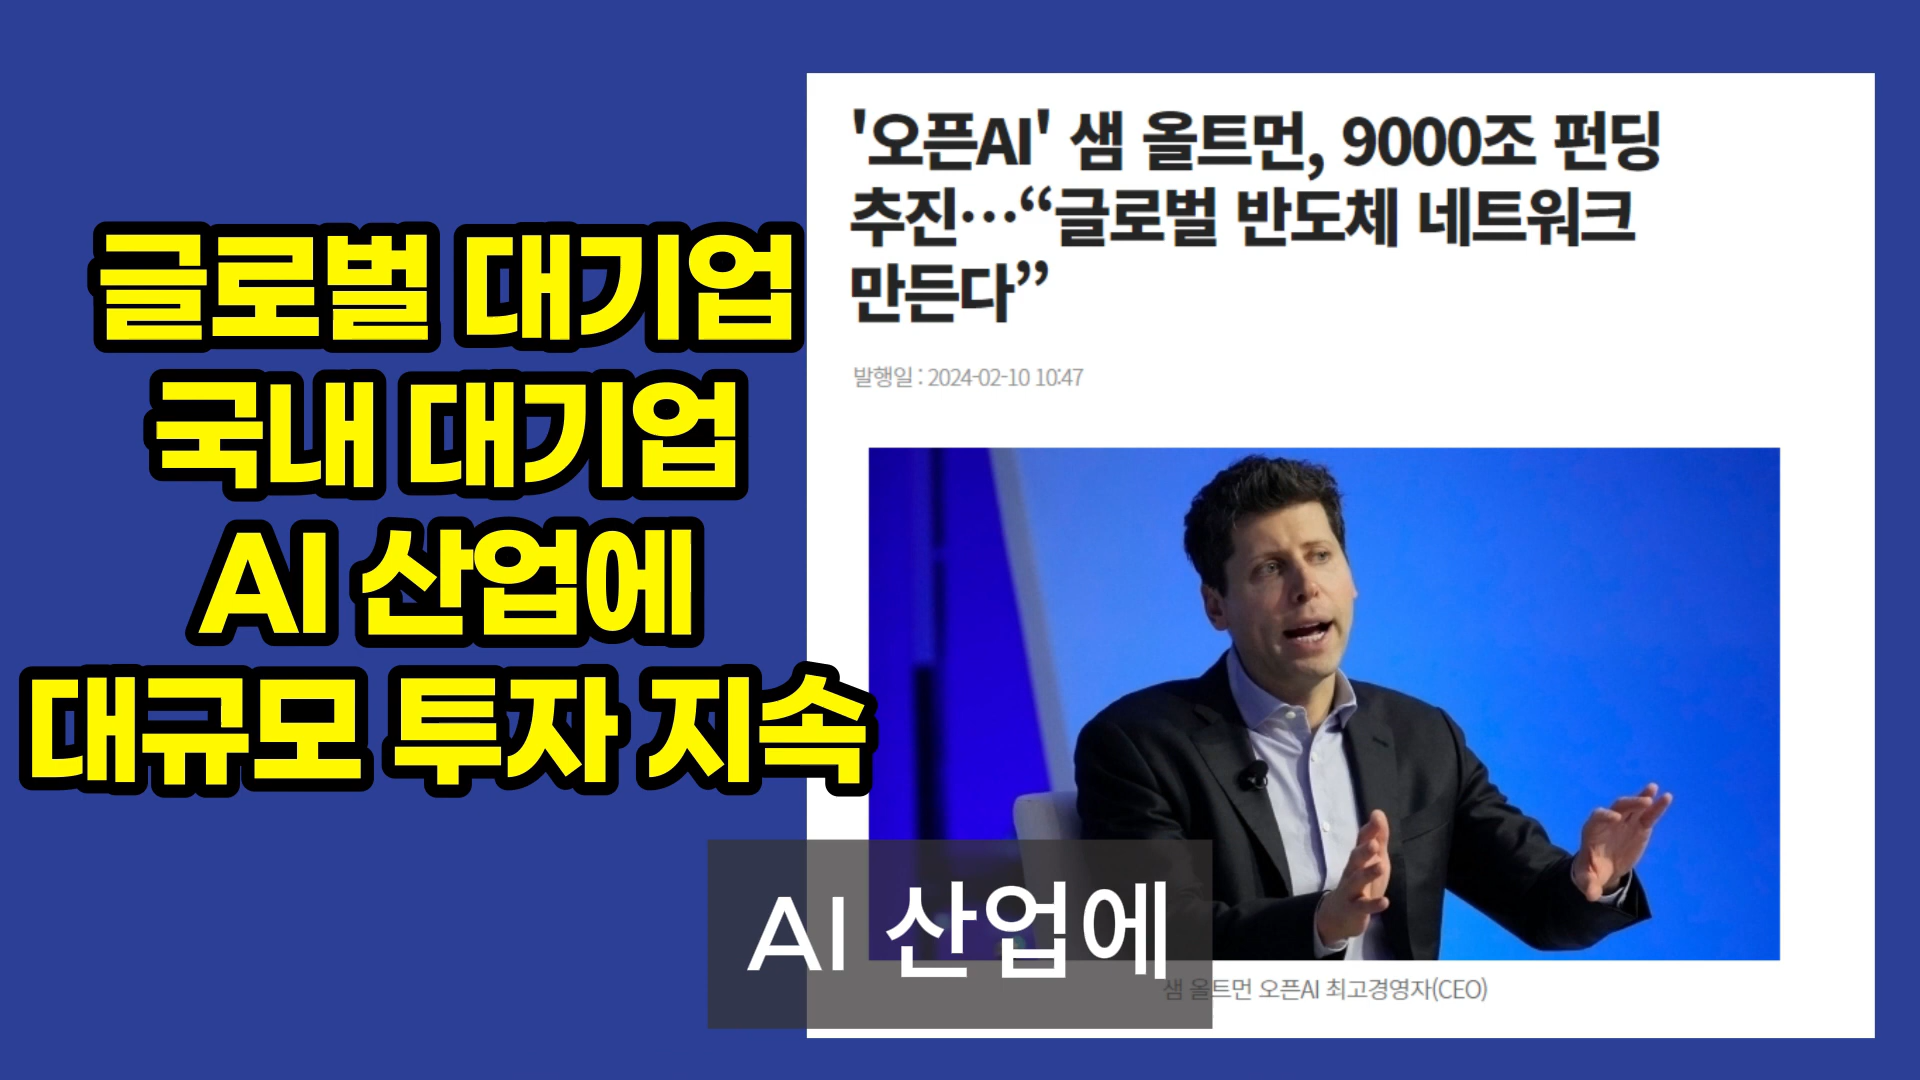 글로벌 대기업
국내 대기업
AI 산업에
대규모 투자 지속
'오픈AI' 샘 올트먼, 9000조 펀딩
추진…“글로벌 반도체 네트워크
만든다”
발행일 : 2024-02-10 10:47
샘 올트먼 오픈AI 최고경영자(CEO)
AI 산업에